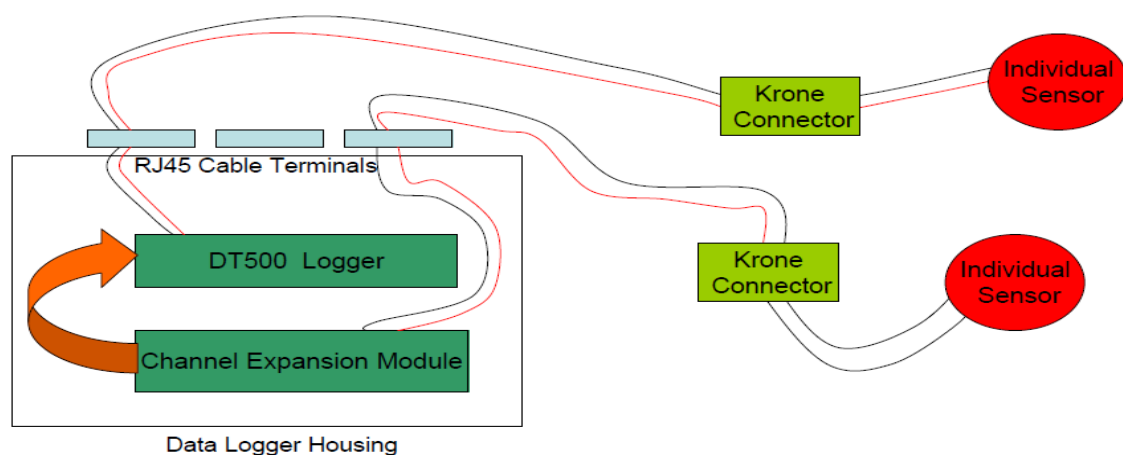 Individual
Sensor
Krone
Connector
RJ45 Cable Terminals
DT500 Logger
Krone
Connector
Individual
Sensor
Channel Expansion Module
Data Logger Housing